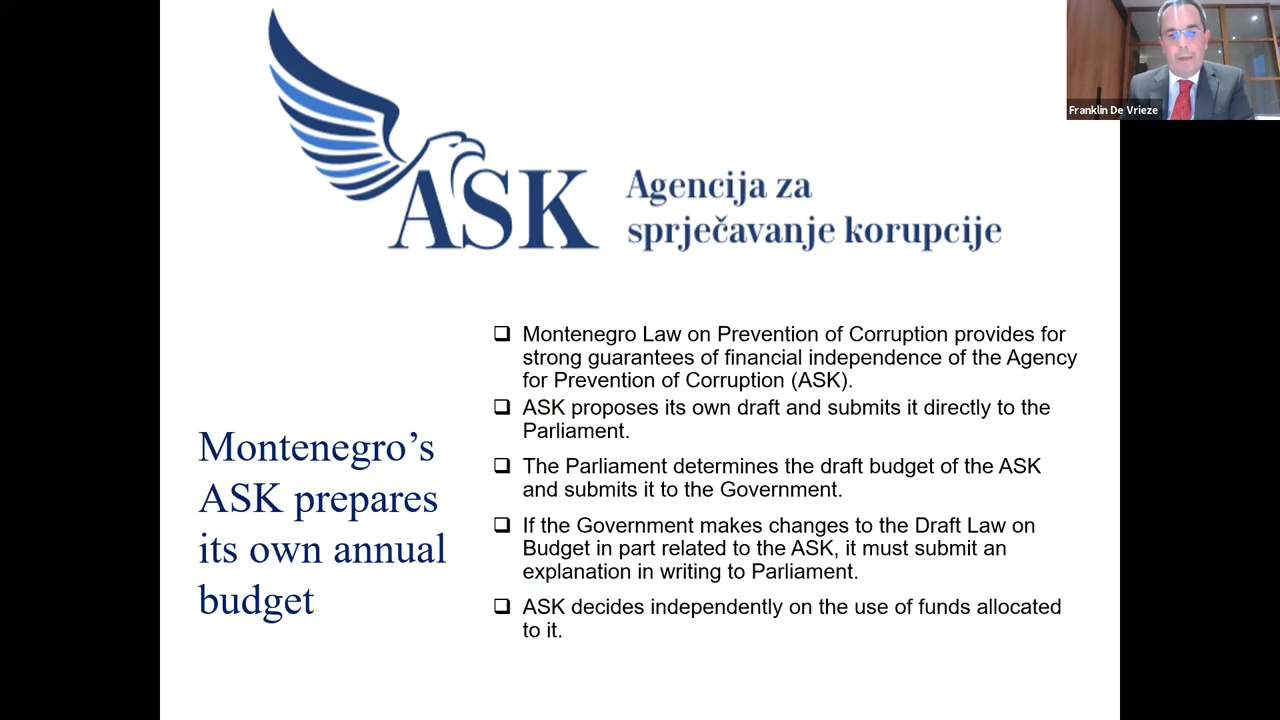 Franklin De Vrieze
ASK
Agencija za
sprječavanje korupcije
Montenegro’s
ASK prepares
its own annual
budget
Montenegro Law on Prevention of Corruption provides for
strong guarantees of financial independence of the Agency
for Prevention of Corruption (ASK).
ASK proposes its own draft and submits it directly to the
Parliament.
The Parliament determines the draft budget of the ASK
and submits it to the Government.
If the Government makes changes to the Draft Law on
Budget in part related to the ASK, it must submit an
explanation in writing to Parliament.
ASK decides independently on the use of funds allocated
to it.